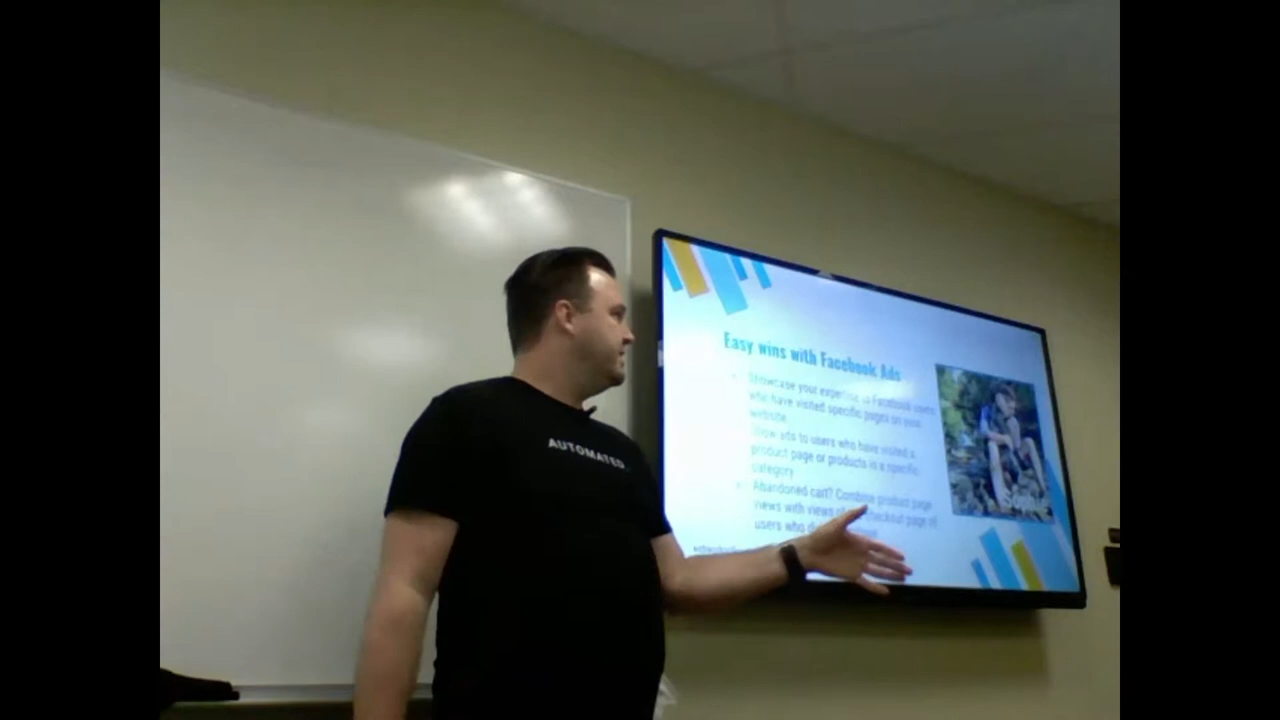 AUTOMATED
Easy wins with Facebook Ads
Showcase your expertise to Facebook users
who have visited specific pages on your
website
Show ads to users who have visited a
product page or products in a specific
category
Abandoned cart? Combine product page
views with views of checkout page of
users who